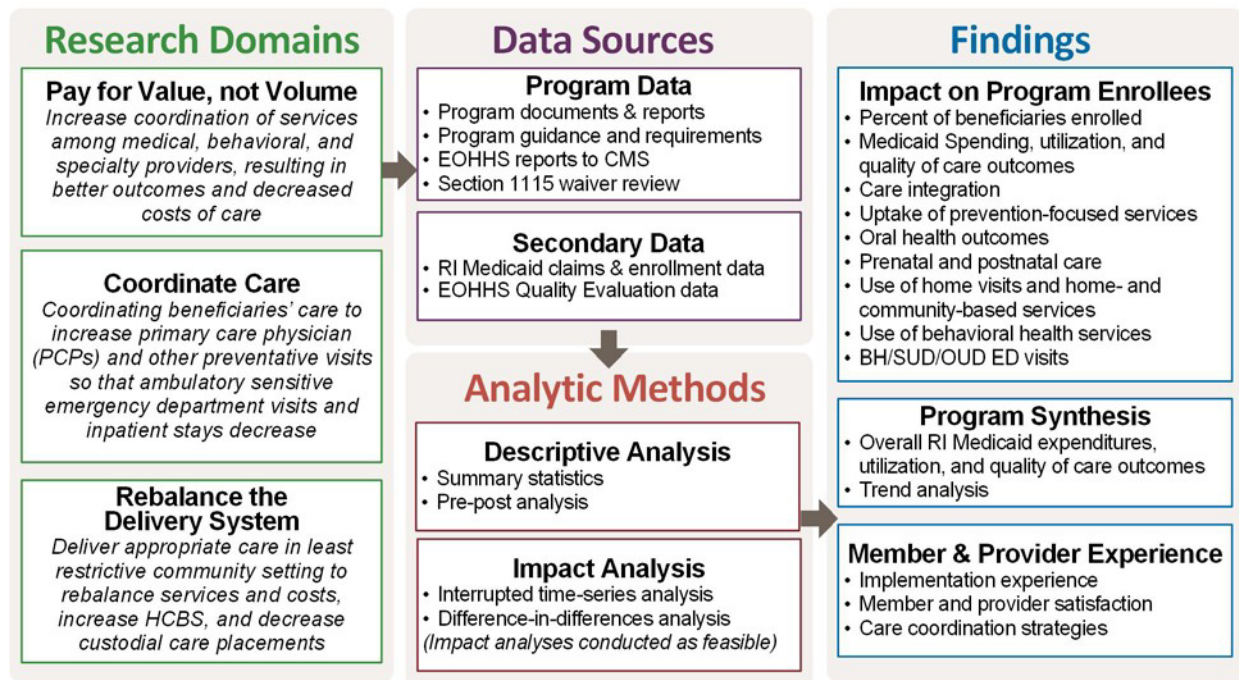 Research Domains
Pay for Value, not Volume
Increase coordination of services
among medical, behavioral, and
specialty providers, resulting in
better outcomes and decreased
costs of care
Coordinate Care
Coordinating beneficiaries’ care to
increase primary care physician
(PCPs) and other preventative visits
so that ambulatory sensitive
emergency department visits and
inpatient stays decrease
Rebalance the
Delivery System
Deliver appropriate care in least
restrictive community setting to
rebalance services and costs,
increase HCBS, and decrease
custodial care placements
Data Sources
Program Data
• Program documents & reports
• Program guidance and requirements
• EOHHS reports to CMS
• Section 1115 waiver review
Secondary Data
• RI Medicaid claims & enrollment data
• EOHHS Quality Evaluation data
Analytic Methods
Descriptive Analysis
• Summary statistics
• Pre-post analysis
Impact Analysis
• Interrupted time-series analysis
• Difference-in-differences analysis
(Impact analyses conducted as feasible)
Findings
Impact on Program Enrollees
• Percent of beneficiaries enrolled
• Medicaid Spending, utilization, and
quality of care outcomes
• Care integration
• Uptake of prevention-focused services
• Oral health outcomes
• Prenatal and postnatal care
• Use of home visits and home- and
community-based services
• Use of behavioral health services
• BH/SUD/OUD ED visits
Program Synthesis
• Overall RI Medicaid expenditures,
utilization, and quality of care outcomes
• Trend analysis
Member & Provider Experience
• Implementation experience
• Member and provider satisfaction
• Care coordination strategies